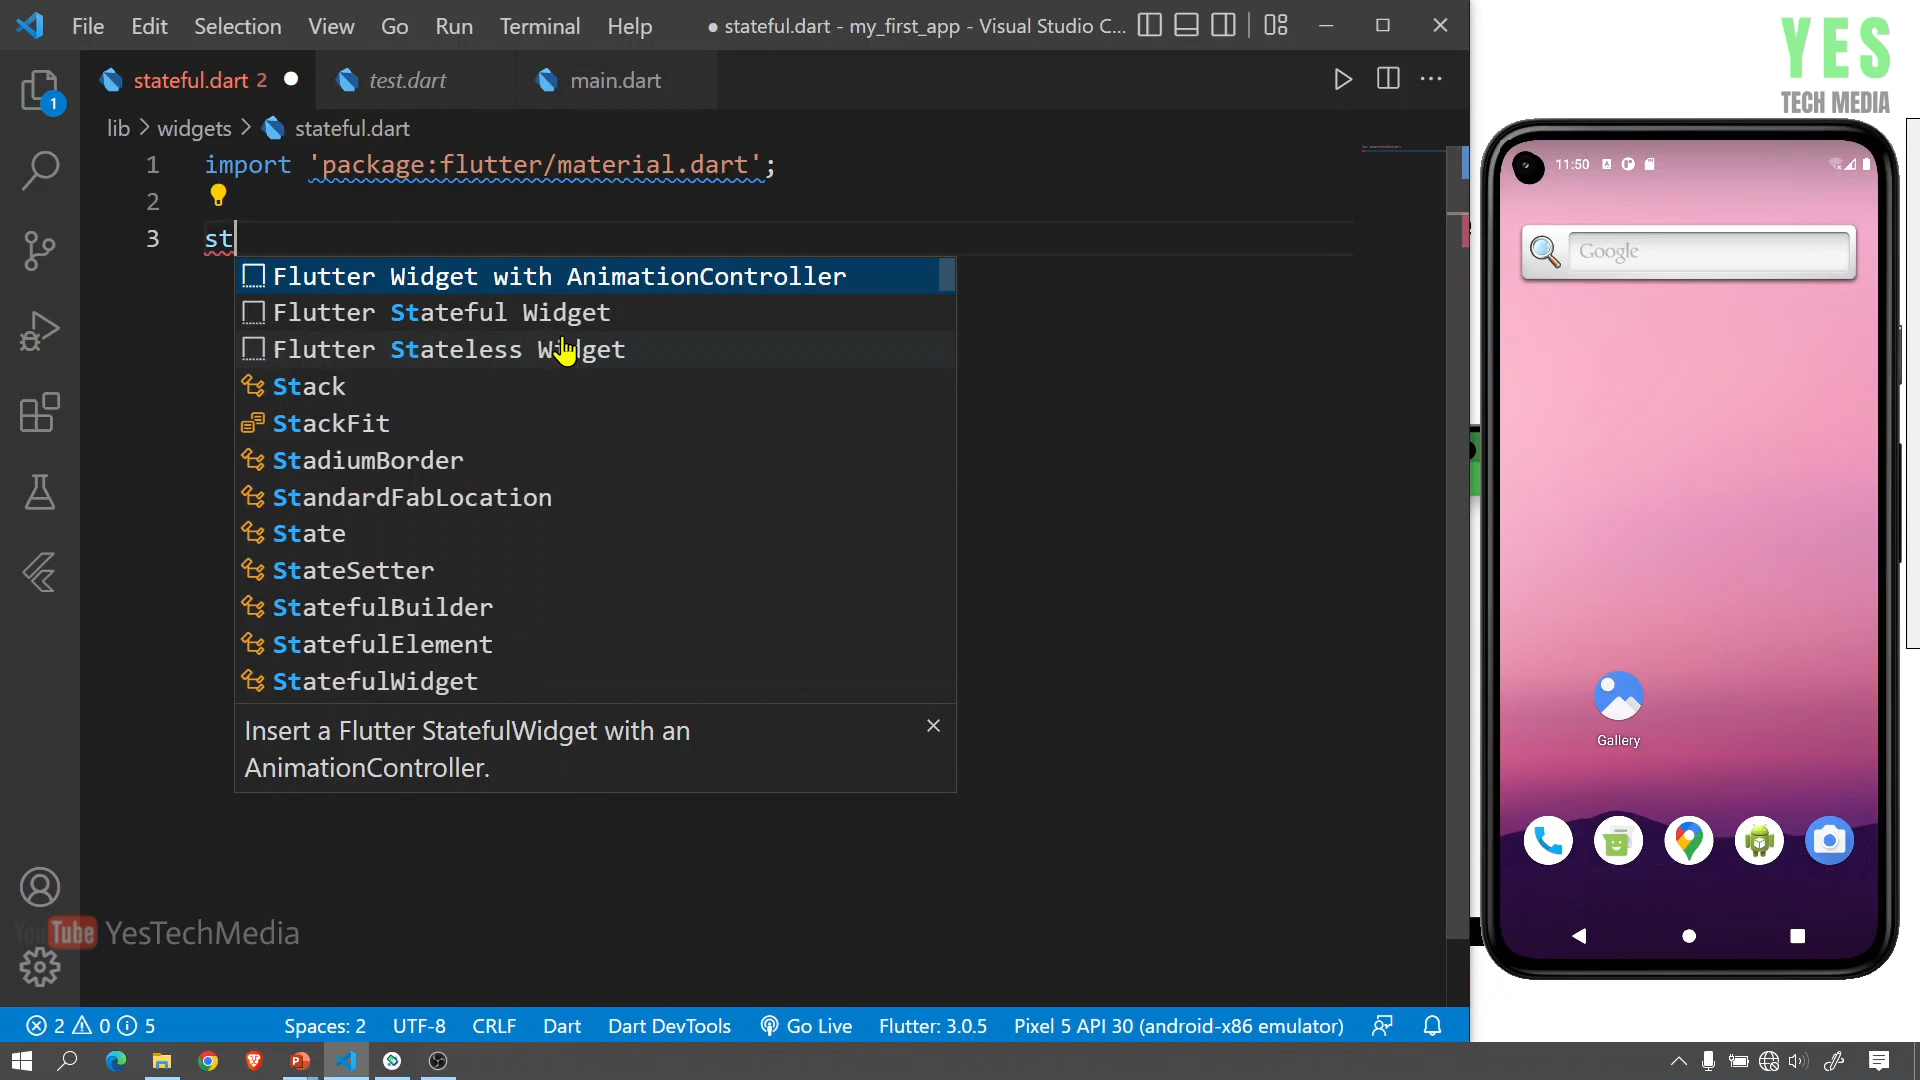 File Edit Selection View Go Run Terminal Help ● stateful.dart - my_first_app - Visual Studio C...
stateful.dart 2 ● test.dart main.dart
lib > widgets > stateful.dart
1 import 'package:flutter/material.dart';
2
3 st
Flutter Widget with AnimationController
Flutter Stateful Widget
Flutter Stateless Widget
Stack
StackFit
StadiumBorder
StandardFabLocation
State
StateSetter
StatefulBuilder
StatefulElement
StatefulWidget
Insert a Flutter StatefulWidget with an
AnimationController.
1
YouTube YesTechMedia
2 0 5 Spaces: 2 UTF-8 CRLF Dart Dart DevTools Go Live Flutter: 3.0.5 Pixel 5 API 30 (android-x86 emulator)
YES
TECH MEDIA
11:50
Google
Gallery